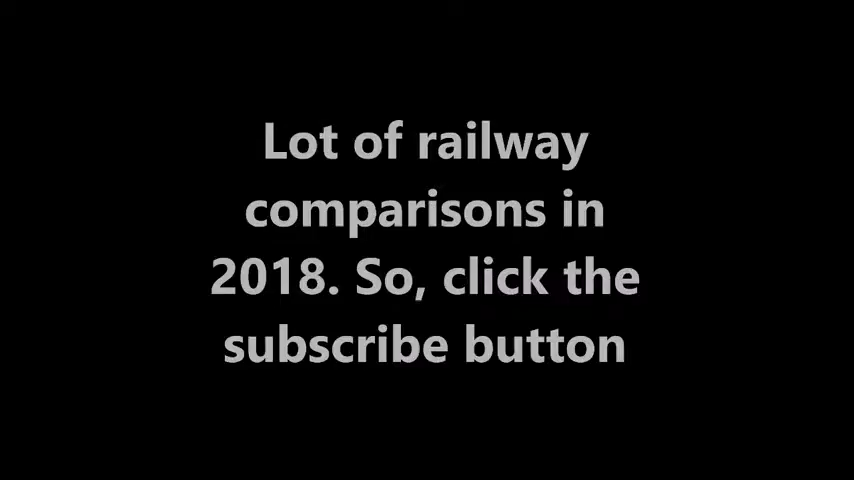 Lot of railway
comparisons in
2018. So, click the
subscribe button